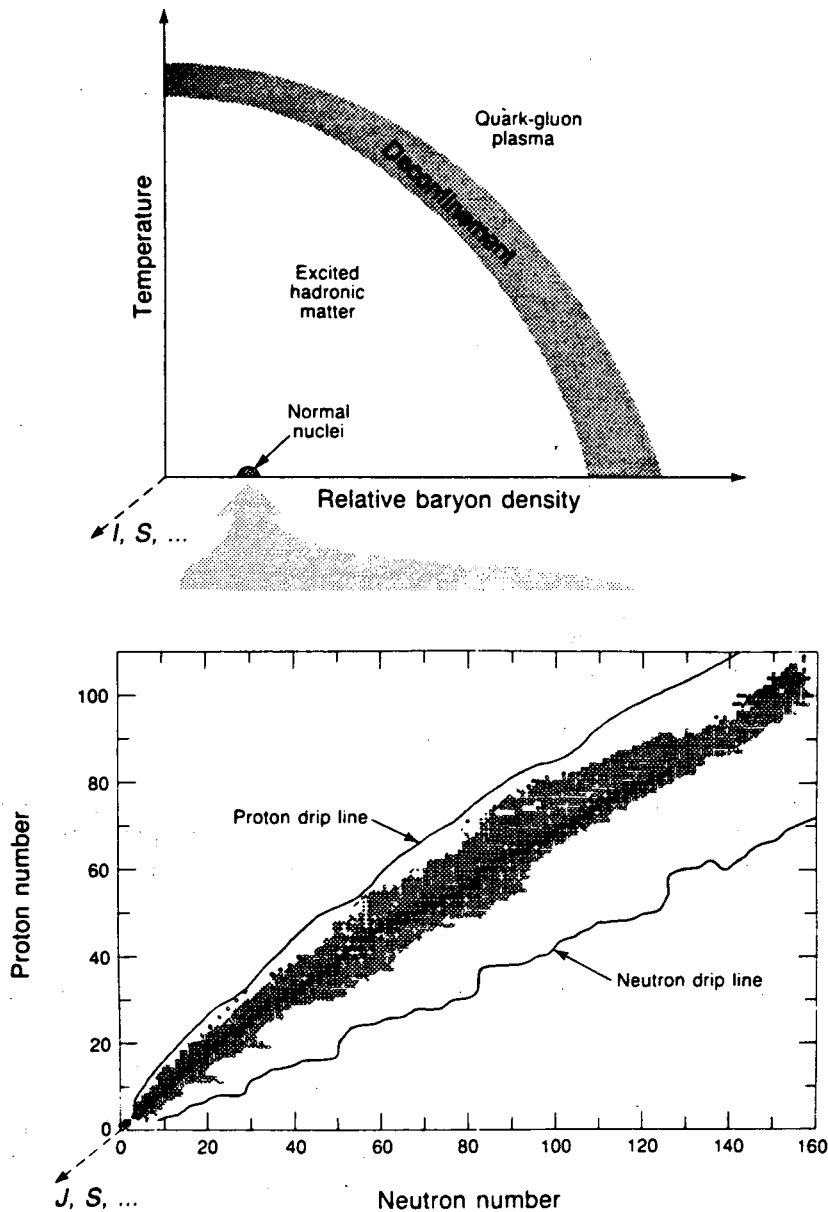 Temperature
Quark-gluon
plasma
Deconfinement
Excited
hadronic
matter
Normal
nuclei
Relative baryon density
I, S, ...
Proton number
100
80
60
40
20
0
Proton drip line
Neutron drip line
0 20 40 60 80 100 120 140 160
J, S, ...
Neutron number